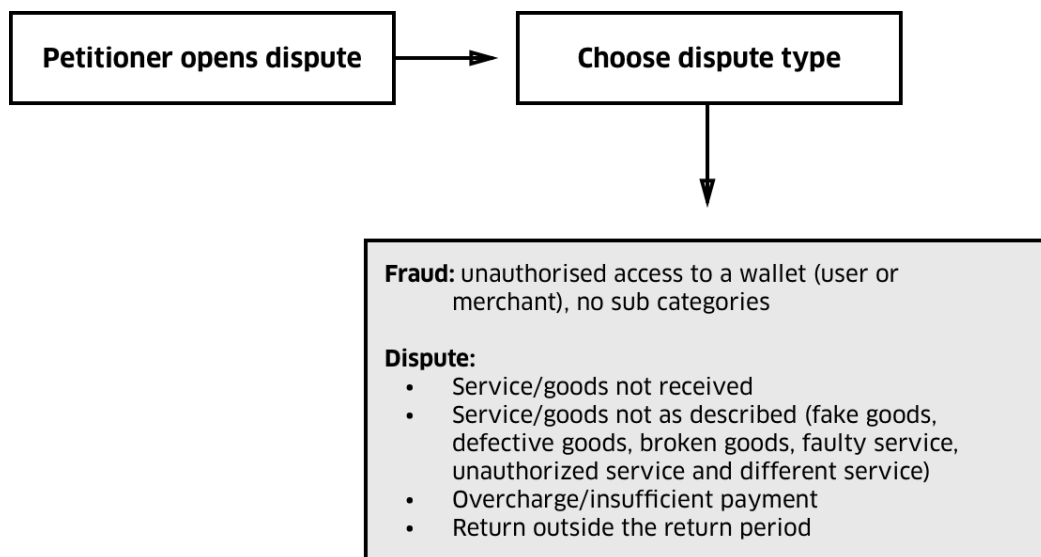 Petitioner opens dispute
Choose dispute type
Fraud: unauthorised access to a wallet (user or
merchant), no sub categories
Dispute:
• Service/goods not received
• Service/goods not as described (fake goods,
defective goods, broken goods, faulty service,
unauthorized service and different service)
• Overcharge/insufficient payment
• Return outside the return period